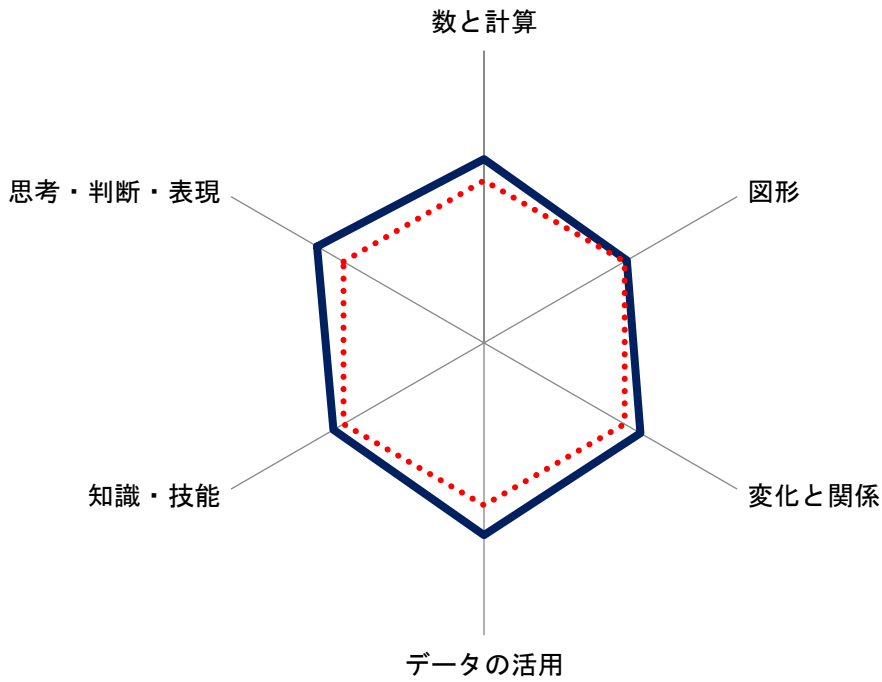 数と計算
思考・判断・表現
図形
知識・技能
変化と関係
データの活用